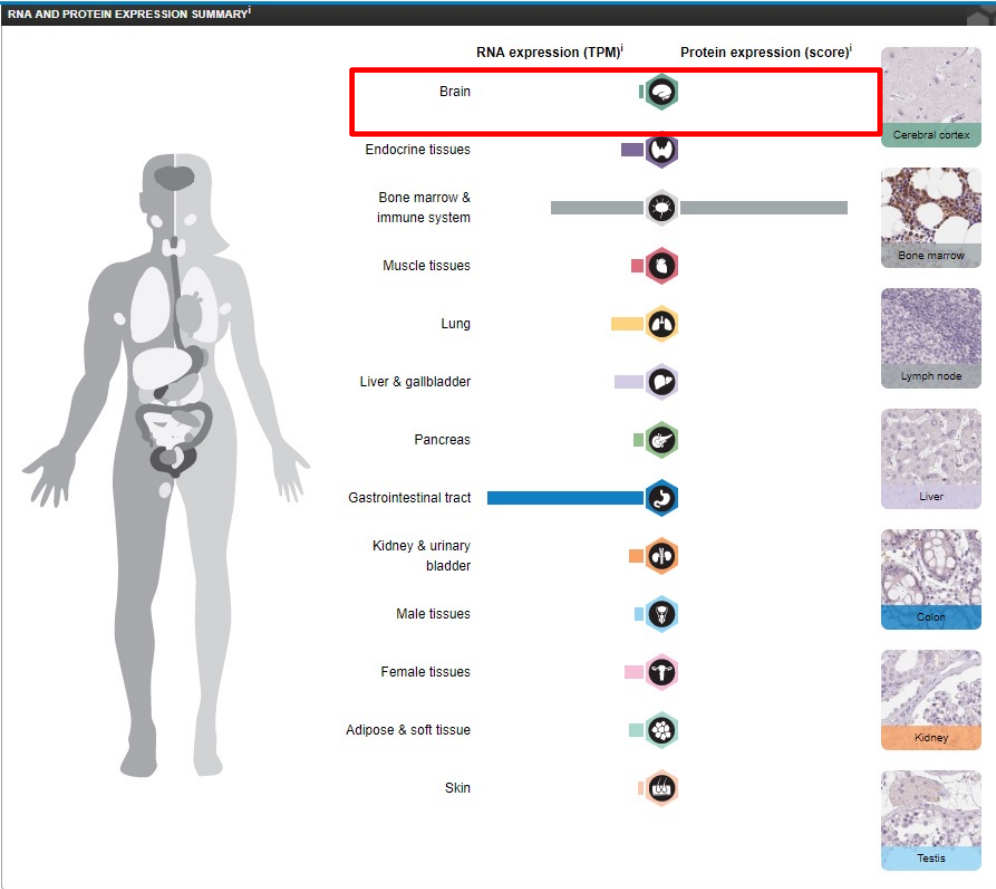 RNA AND PROTEIN EXPRESSION SUMMARYi
RNA expression (TPM)i
Protein expression (score)i
Brain
Endocrine tissues
Bone marrow &
immune system
Muscle tissues
Lung
Liver & gallbladder
Pancreas
Gastrointestinal tract
Kidney & urinary
bladder
Male tissues
Female tissues
Adipose & soft tissue
Skin
Cerebral cortex
Bone marrow
Lymph node
Liver
Colon
Kidney
Testis